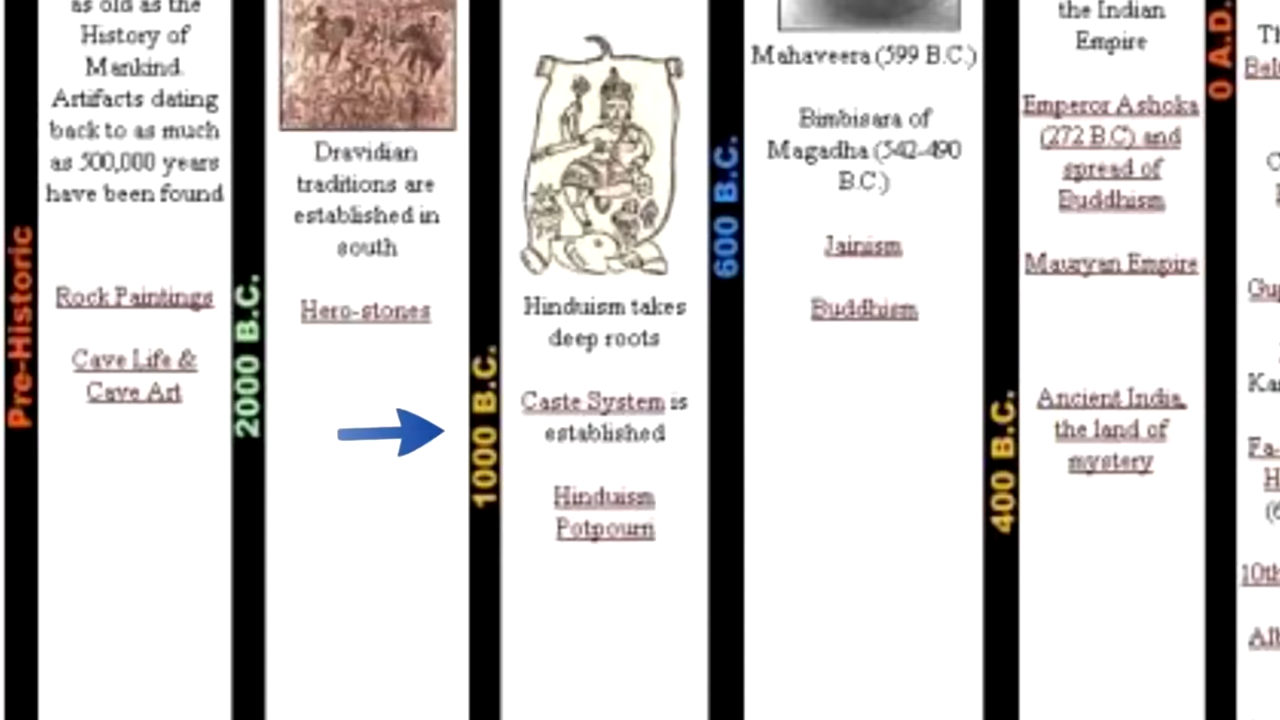 Pre-Historic
as old as the
History of
Mankind.
Artifacts dating
back to as much
as 500,000 years
have been found
Rock Paintings
Cave Life &
Cave Art
2000 B.C.
Dravidian
traditions are
established in
south
Hero-stones
1000 B.C.
Hinduism takes
deep roots
Caste System is
established
Hinduism
Potpourri
600 B.C.
Mahaveera (599 B.C.)
Bimbisara of
Magadha (542-490
B.C.)
Jainism
Buddhism
400 B.C.
the Indian
Empire
Emperor Ashoka
(272 B.C) and
spread of
Buddhism
Mauryan Empire
Ancient India,
the land of
mystery
0 A.D.
10th